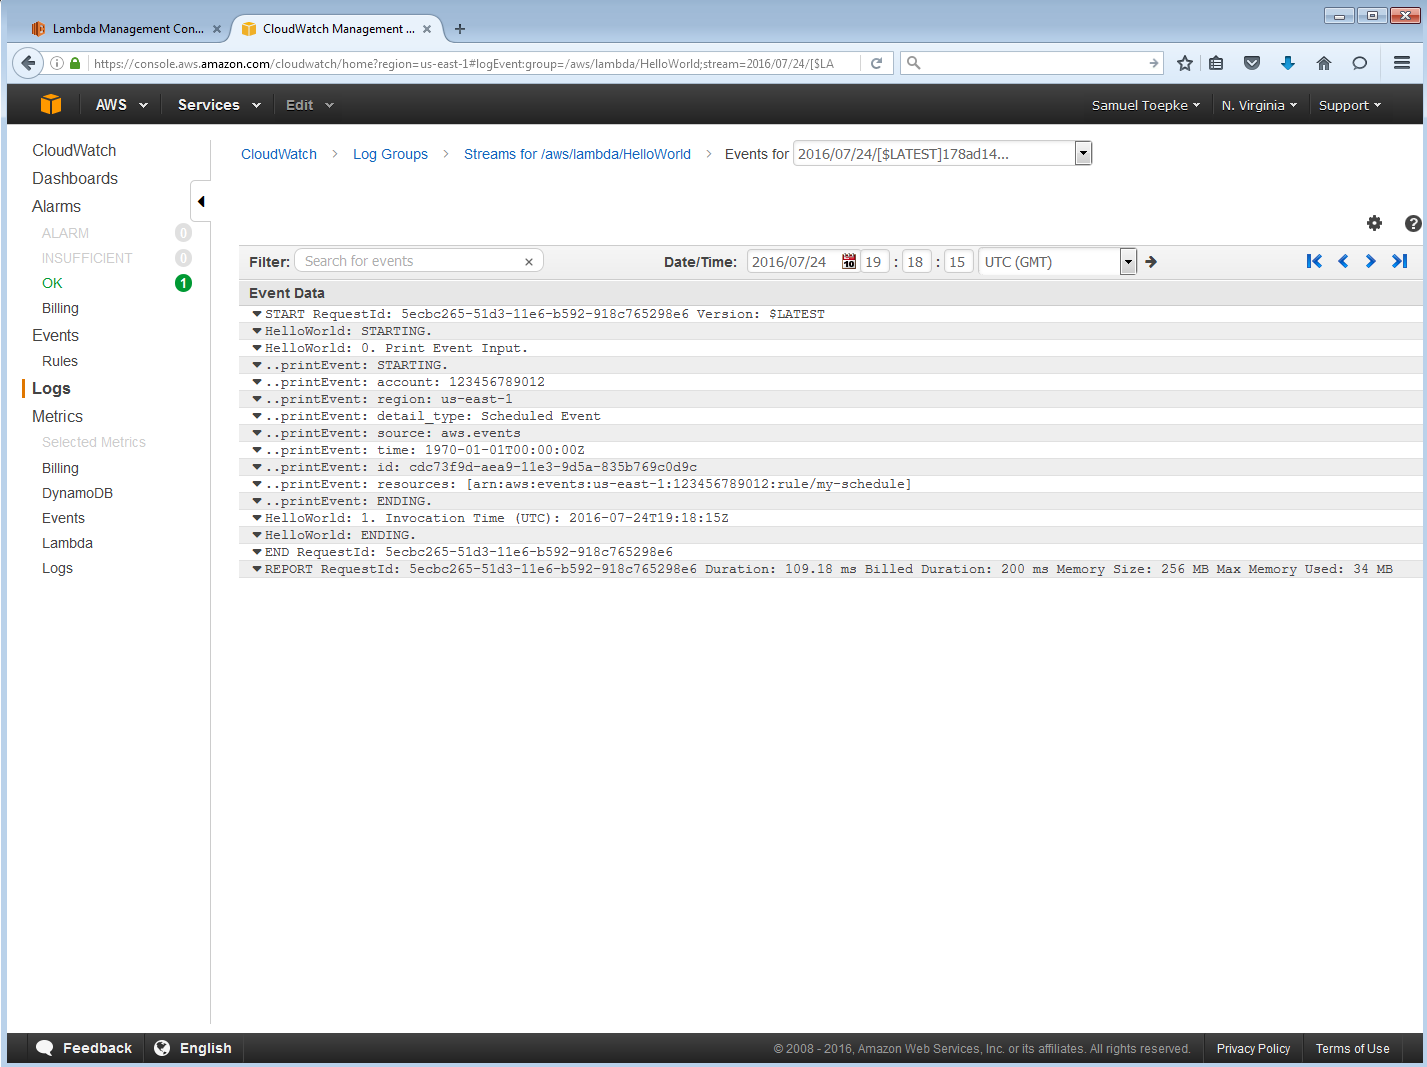 Lambda Management Con...
CloudWatch Management ...
https://console.aws.amazon.com/cloudwatch/home?region=us-east-1#logEvent:group=/aws/lambda/HelloWorld;stream=2016/07/24/[$LA
AWS Services Edit Samuel Toepke N. Virginia Support
CloudWatch
Dashboards
Alarms
ALARM 0
INSUFFICIENT 0
OK 1
Billing
Events
Rules
Logs
Metrics
Selected Metrics
Billing
DynamoDB
Events
Lambda
Logs
CloudWatch > Log Groups > Streams for /aws/lambda/HelloWorld > Events for 2016/07/24/[$LATEST]178ad14...
Filter: Search for events × Date/Time: 2016/07/24 10 19 : 18 : 15 UTC (GMT)
Event Data
START RequestId: 5ecbc265-51d3-11e6-b592-918c765298e6 Version: $LATEST
HelloWorld: STARTING.
HelloWorld: 0. Print Event Input.
..printEvent: STARTING.
..printEvent: account: 123456789012
..printEvent: region: us-east-1
..printEvent: detail_type: Scheduled Event
..printEvent: source: aws.events
..printEvent: time: 1970-01-01T00:00:00Z
..printEvent: id: cdc73f9d-aea9-11e3-9d5a-835b769c0d9c
..printEvent: resources: [arn:aws:events:us-east-1:123456789012:rule/my-schedule]
..printEvent: ENDING.
HelloWorld: 1. Invocation Time (UTC): 2016-07-24T19:18:15Z
HelloWorld: ENDING.
END RequestId: 5ecbc265-51d3-11e6-b592-918c765298e6
REPORT RequestId: 5ecbc265-51d3-11e6-b592-918c765298e6 Duration: 109.18 ms Billed Duration: 200 ms Memory Size: 256 MB Max Memory Used: 34 MB
Feedback English © 2008 - 2016, Amazon Web Services, Inc. or its affiliates. All rights reserved. Privacy Policy Terms of Use